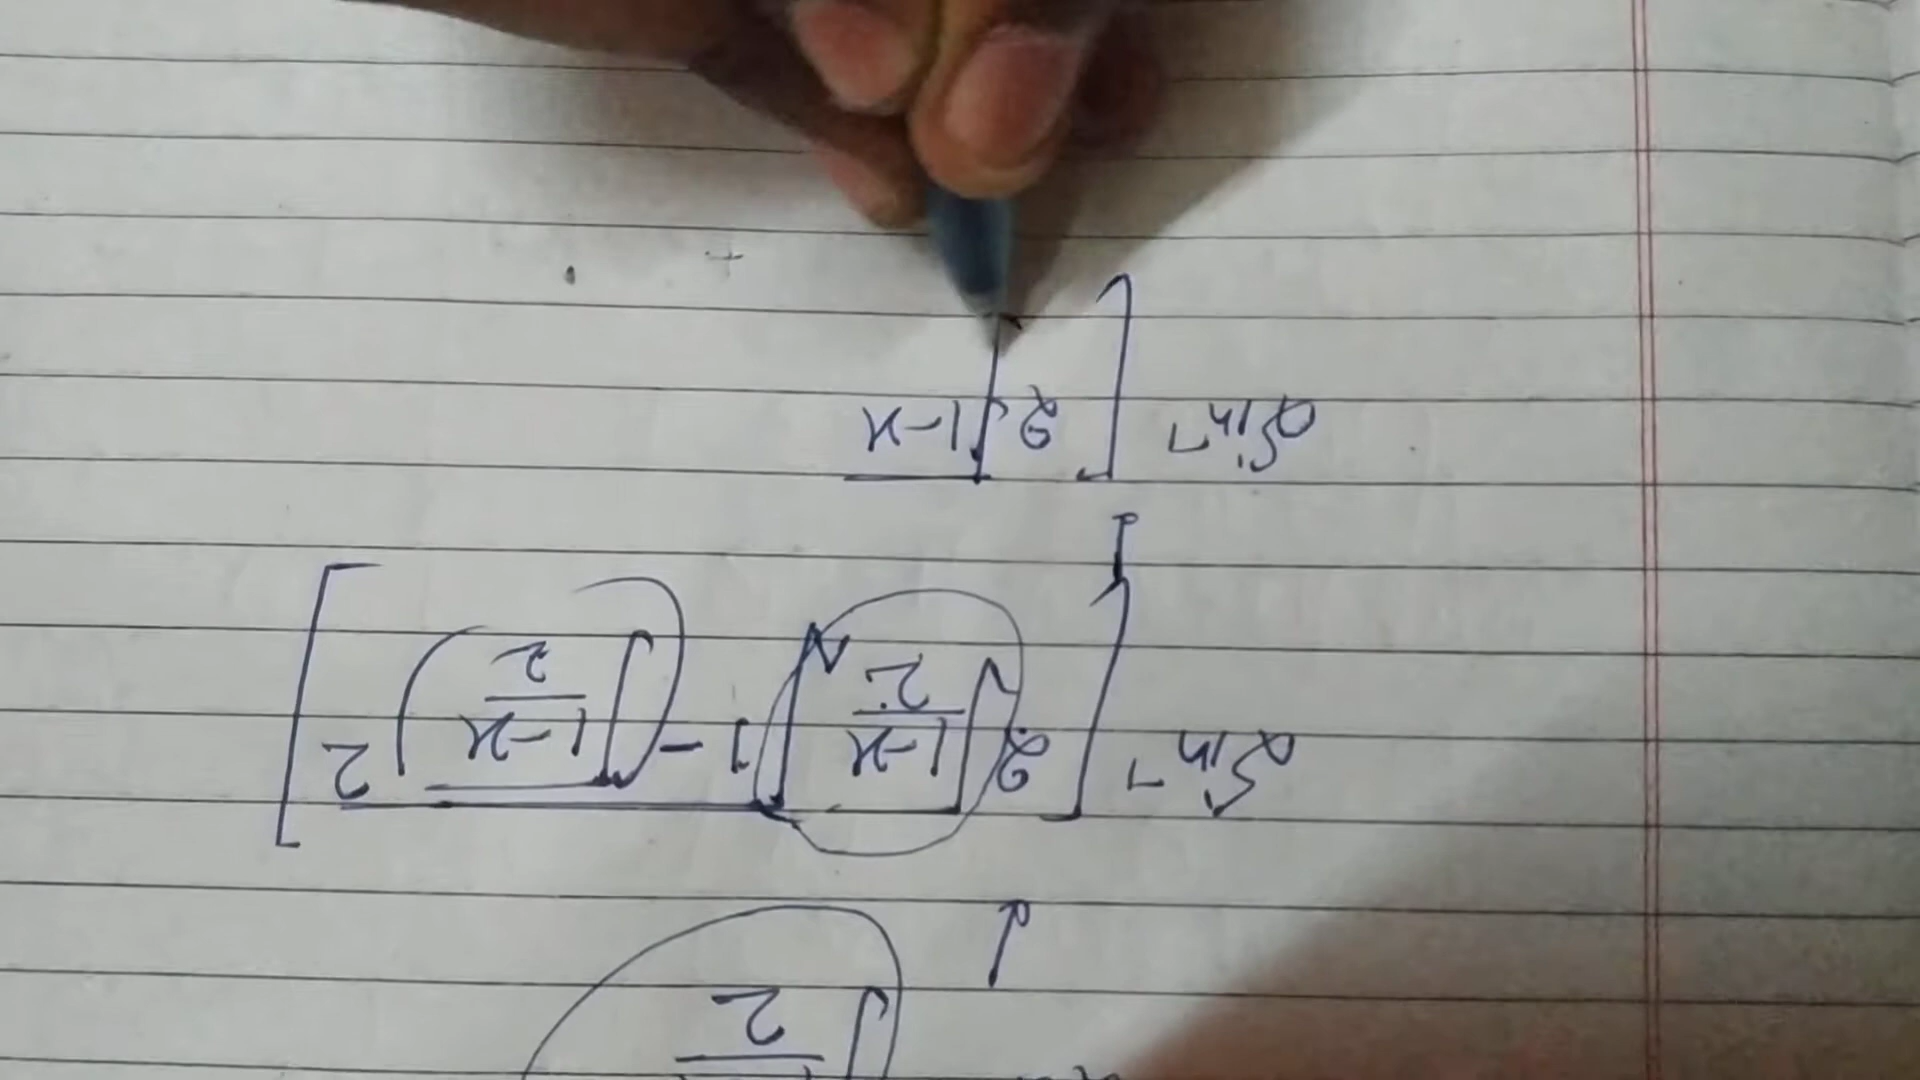 √2
sin⁻¹[2√((1-x)/2) √(1-(√((1-x)/2))²)]
sin⁻¹[2√(1-x)